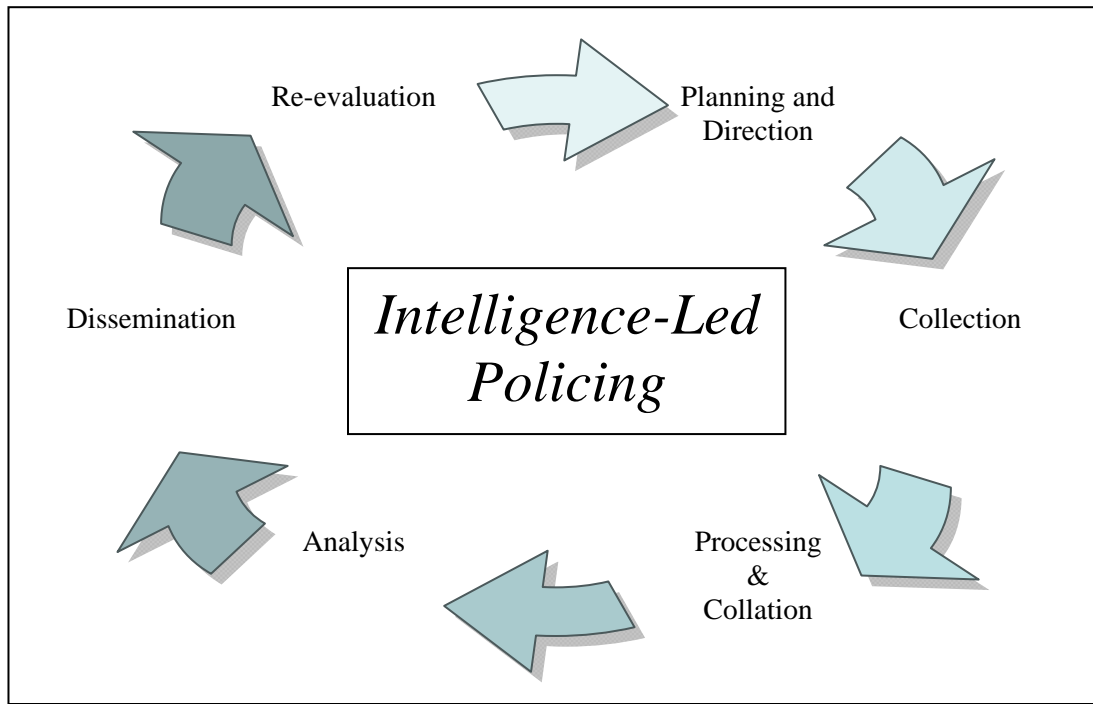 Re-evaluation
Planning and
Direction
Dissemination
Intelligence-Led
Policing
Collection
Analysis
Processing
&
Collation